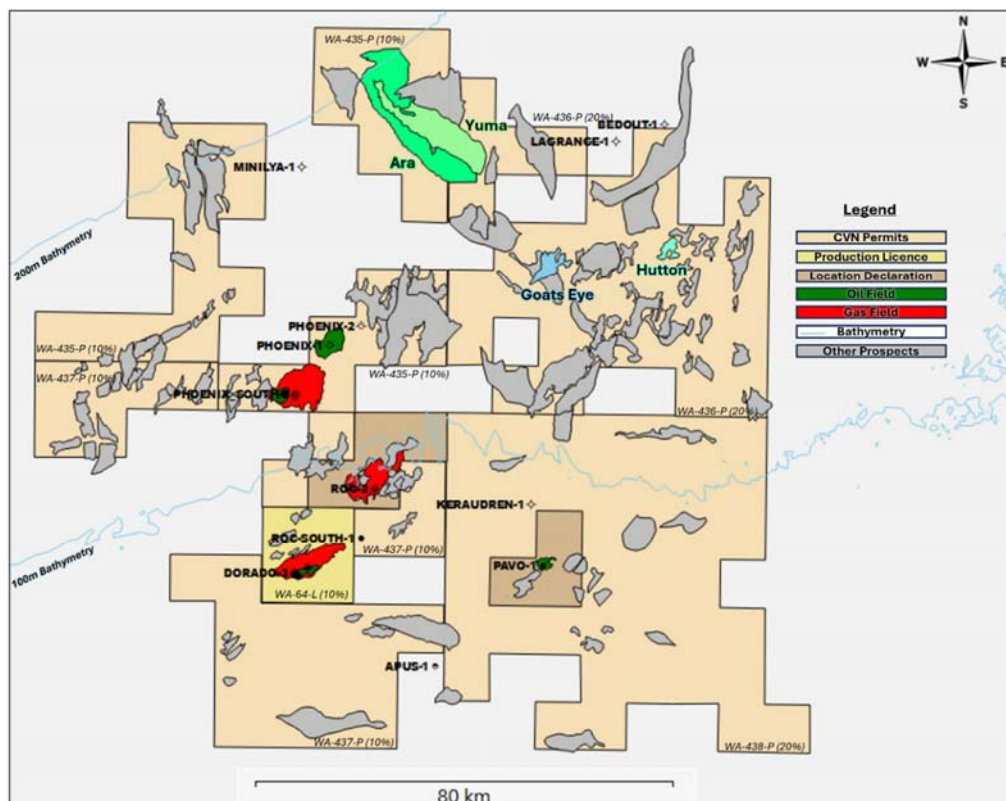 WA-435-P (10%)
N
W
E
S
WA-436-P (20%)
BEDOUT-1
LAGRANGE-1
Yuma
Ara
MINILYA-1
Legend
CVN Permits
Production Licence
Location Declaration
Oil Field
Gas Field
Bathymetry
Other Prospects
200m Bathymetry
Hutton
Goats Eye
PHOENIX-2
PHOENIX-1
WA-435-P (10%)
WA-437-P (10%)
WA-435-P (10%)
PHOENIX-SOUTH
WA-436-P (20%)
KERAUDREN-1
ROC-SOUTH-1
WA-437-P (10%)
100m Bathymetry
DORADO-1
PAVO-1
WA-64-L (10%)
APUS-1
WA-437-P (10%)
WA-438-P (20%)
80 km